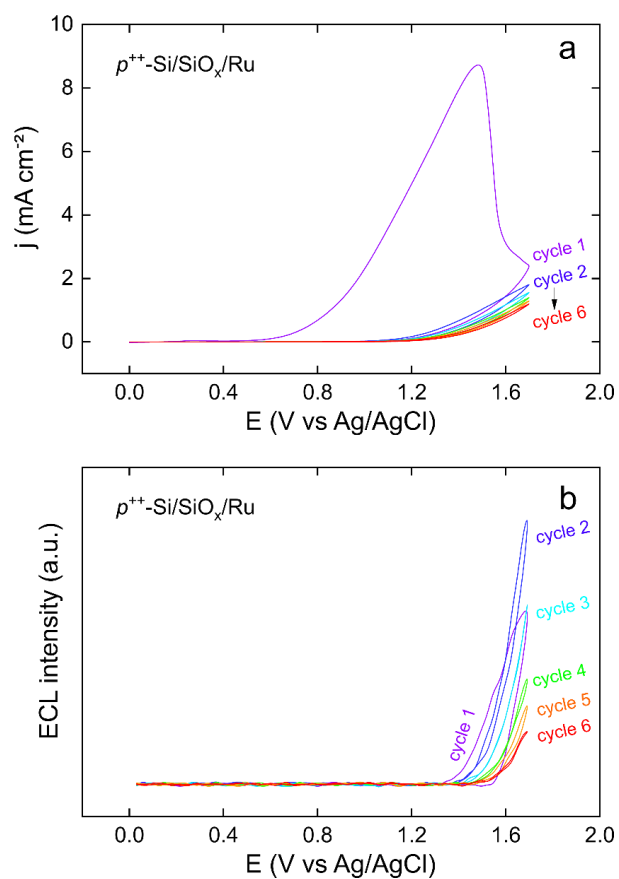 a
p⁺⁺-Si/SiOₓ/Ru
j (mA cm⁻²)
10
8
6
4
2
0
cycle 1
cycle 2
cycle 6
0.0 0.4 0.8 1.2 1.6 2.0
E (V vs Ag/AgCl)
b
p⁺⁺-Si/SiOₓ/Ru
ECL intensity (a.u.)
cycle 2
cycle 3
cycle 4
cycle 5
cycle 6
cycle 1
0.0 0.4 0.8 1.2 1.6 2.0
E (V vs Ag/AgCl)